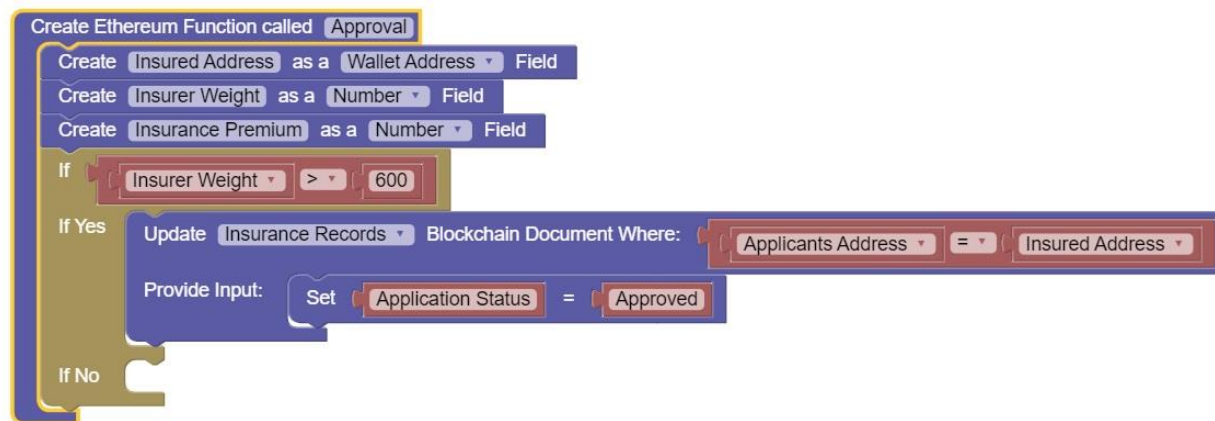 Create Ethereum Function called Approval
Create Insured Address as a Wallet Address Field
Create Insurer Weight as a Number Field
Create Insurance Premium as a Number Field
If Insurer Weight > 600
If Yes Update Insurance Records Blockchain Document Where: Applicants Address = Insured Address
Provide Input: Set Application Status = Approved
If No